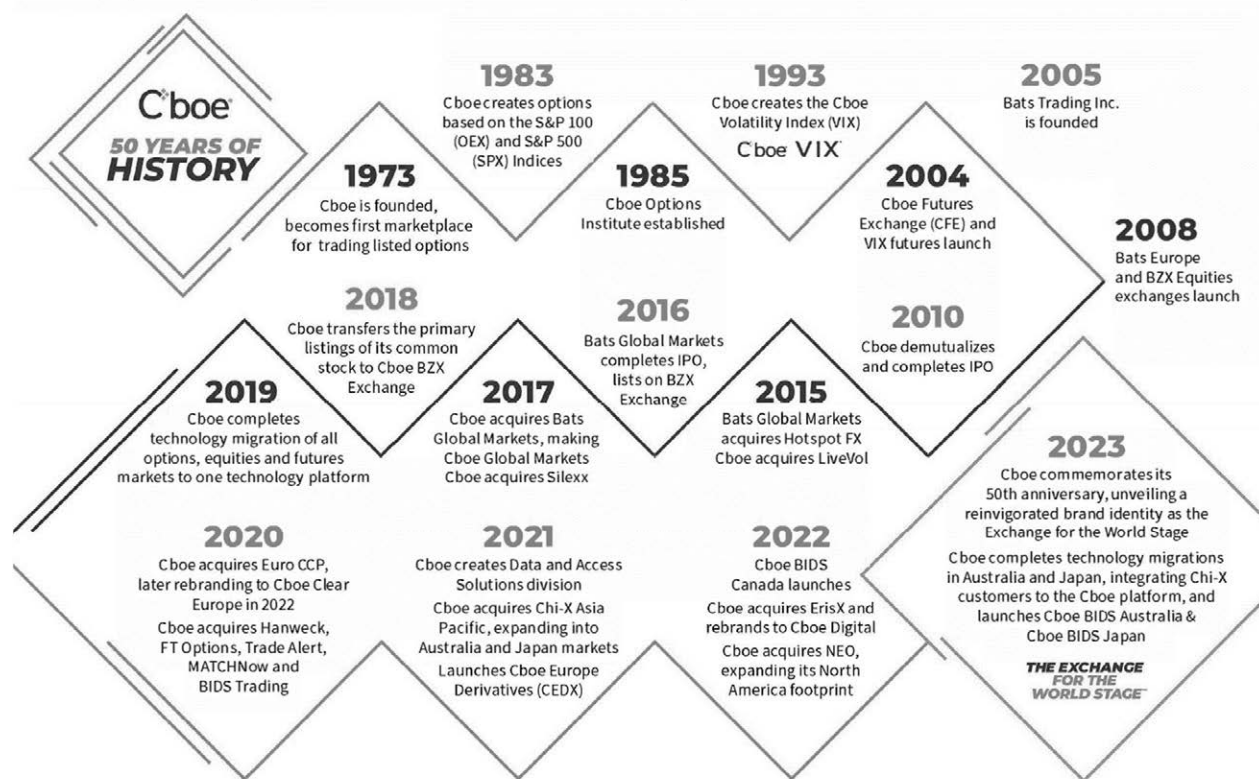 Cboe
50 YEARS OF
HISTORY
1973
Cboe is founded,
becomes first marketplace
for trading listed options
1983
Cboe creates options
based on the S&P 100
(OEX) and S&P 500
(SPX) Indices
1985
Cboe Options
Institute established
1993
Cboe creates the Cboe
Volatility Index (VIX)
Cboe VIX
2004
Cboe Futures
Exchange (CFE) and
VIX futures launch
2005
Bats Trading Inc.
is founded
2008
Bats Europe
and BZX Equities
exchanges launch
2010
Cboe demutualizes
and completes IPO
2015
Bats Global Markets
acquires Hotspot FX
Cboe acquires LiveVol
2016
Bats Global Markets
completes IPO,
lists on BZX
Exchange
2017
Cboe acquires Bats
Global Markets, making
Cboe Global Markets
Cboe acquires Silexx
2018
Cboe transfers the primary
listings of its common
stock to Cboe BZX
Exchange
2019
Cboe completes
technology migration of all
options, equities and futures
markets to one technology platform
2020
Cboe acquires Euro CCP,
later rebranding to Cboe Clear
Europe in 2022
Cboe acquires Hanweck,
FT Options, Trade Alert,
MATCHNow and
BIDS Trading
2021
Cboe creates Data and Access
Solutions division
Cboe acquires Chi-X Asia
Pacific, expanding into
Australia and Japan markets
Launches Cboe Europe
Derivatives (CEDX)
2022
Cboe BIDS
Canada launches
Cboe acquires ErisX and
rebrands to Cboe Digital
Cboe acquires NEO,
expanding its North
America footprint
2023
Cboe commemorates its
50th anniversary, unveiling a
reinvigorated brand identity as the
Exchange for the World Stage
Cboe completes technology migrations
in Australia and Japan, integrating Chi-X
customers to the Cboe platform, and
launches Cboe BIDS Australia &
Cboe BIDS Japan
THE EXCHANGE
FOR THE
WORLD STAGE